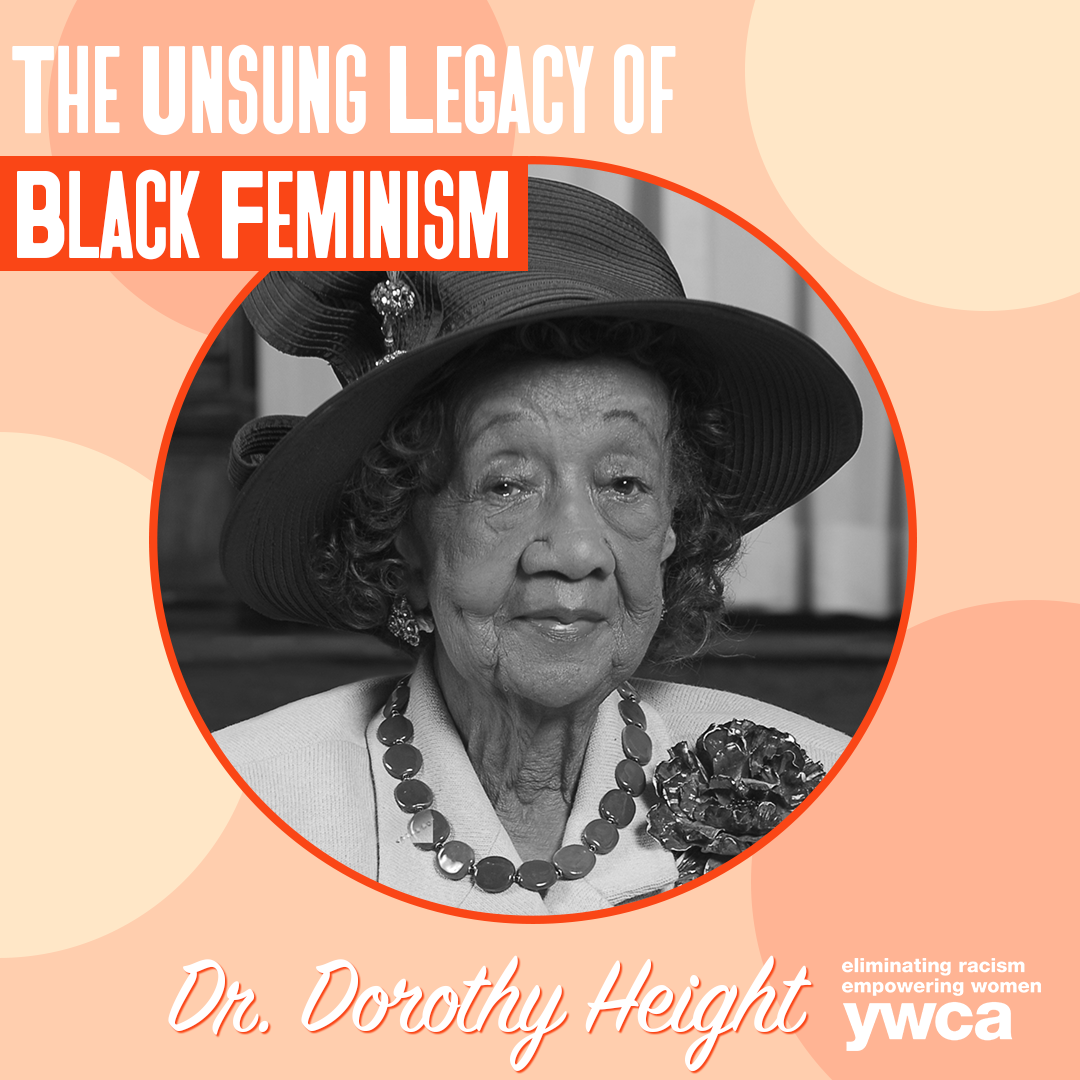 The Unsung Legacy of
Black Feminism
Dr. Dorothy Height
eliminating racism
empowering women
ywca